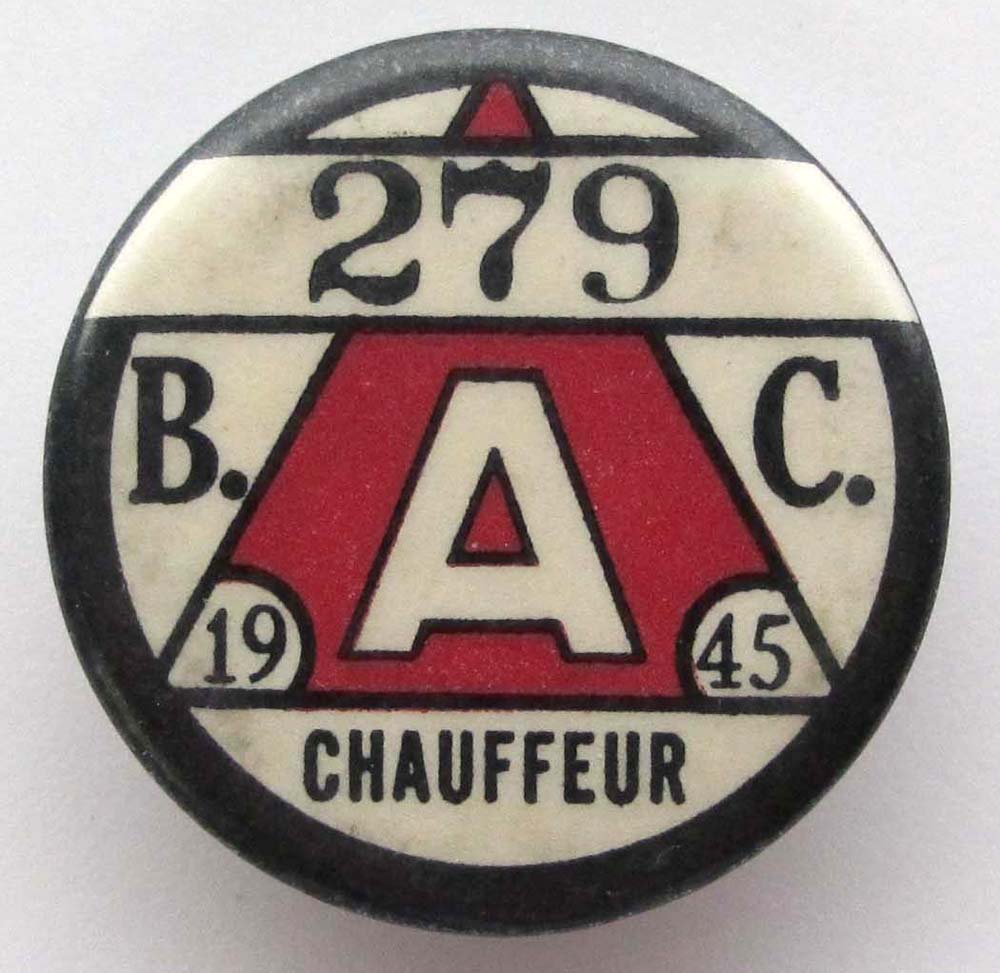 279
B. A C.
19 45
CHAUFFEUR